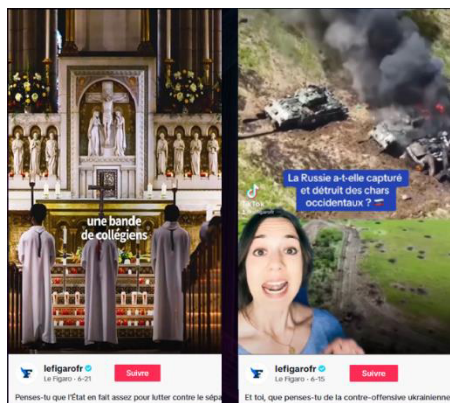 une bande
de collégiens
La Russie a-t-elle capturé
et détruit des chars
occidentaux ?
TikTok
lefigarofr
Le Figaro · 6-21
Suivre
Penses-tu que l'État en fait assez pour lutter contre le sépa
lefigarofr
Le Figaro · 6-15
Suivre
Et toi, que penses-tu de la contre-offensive ukrainienne